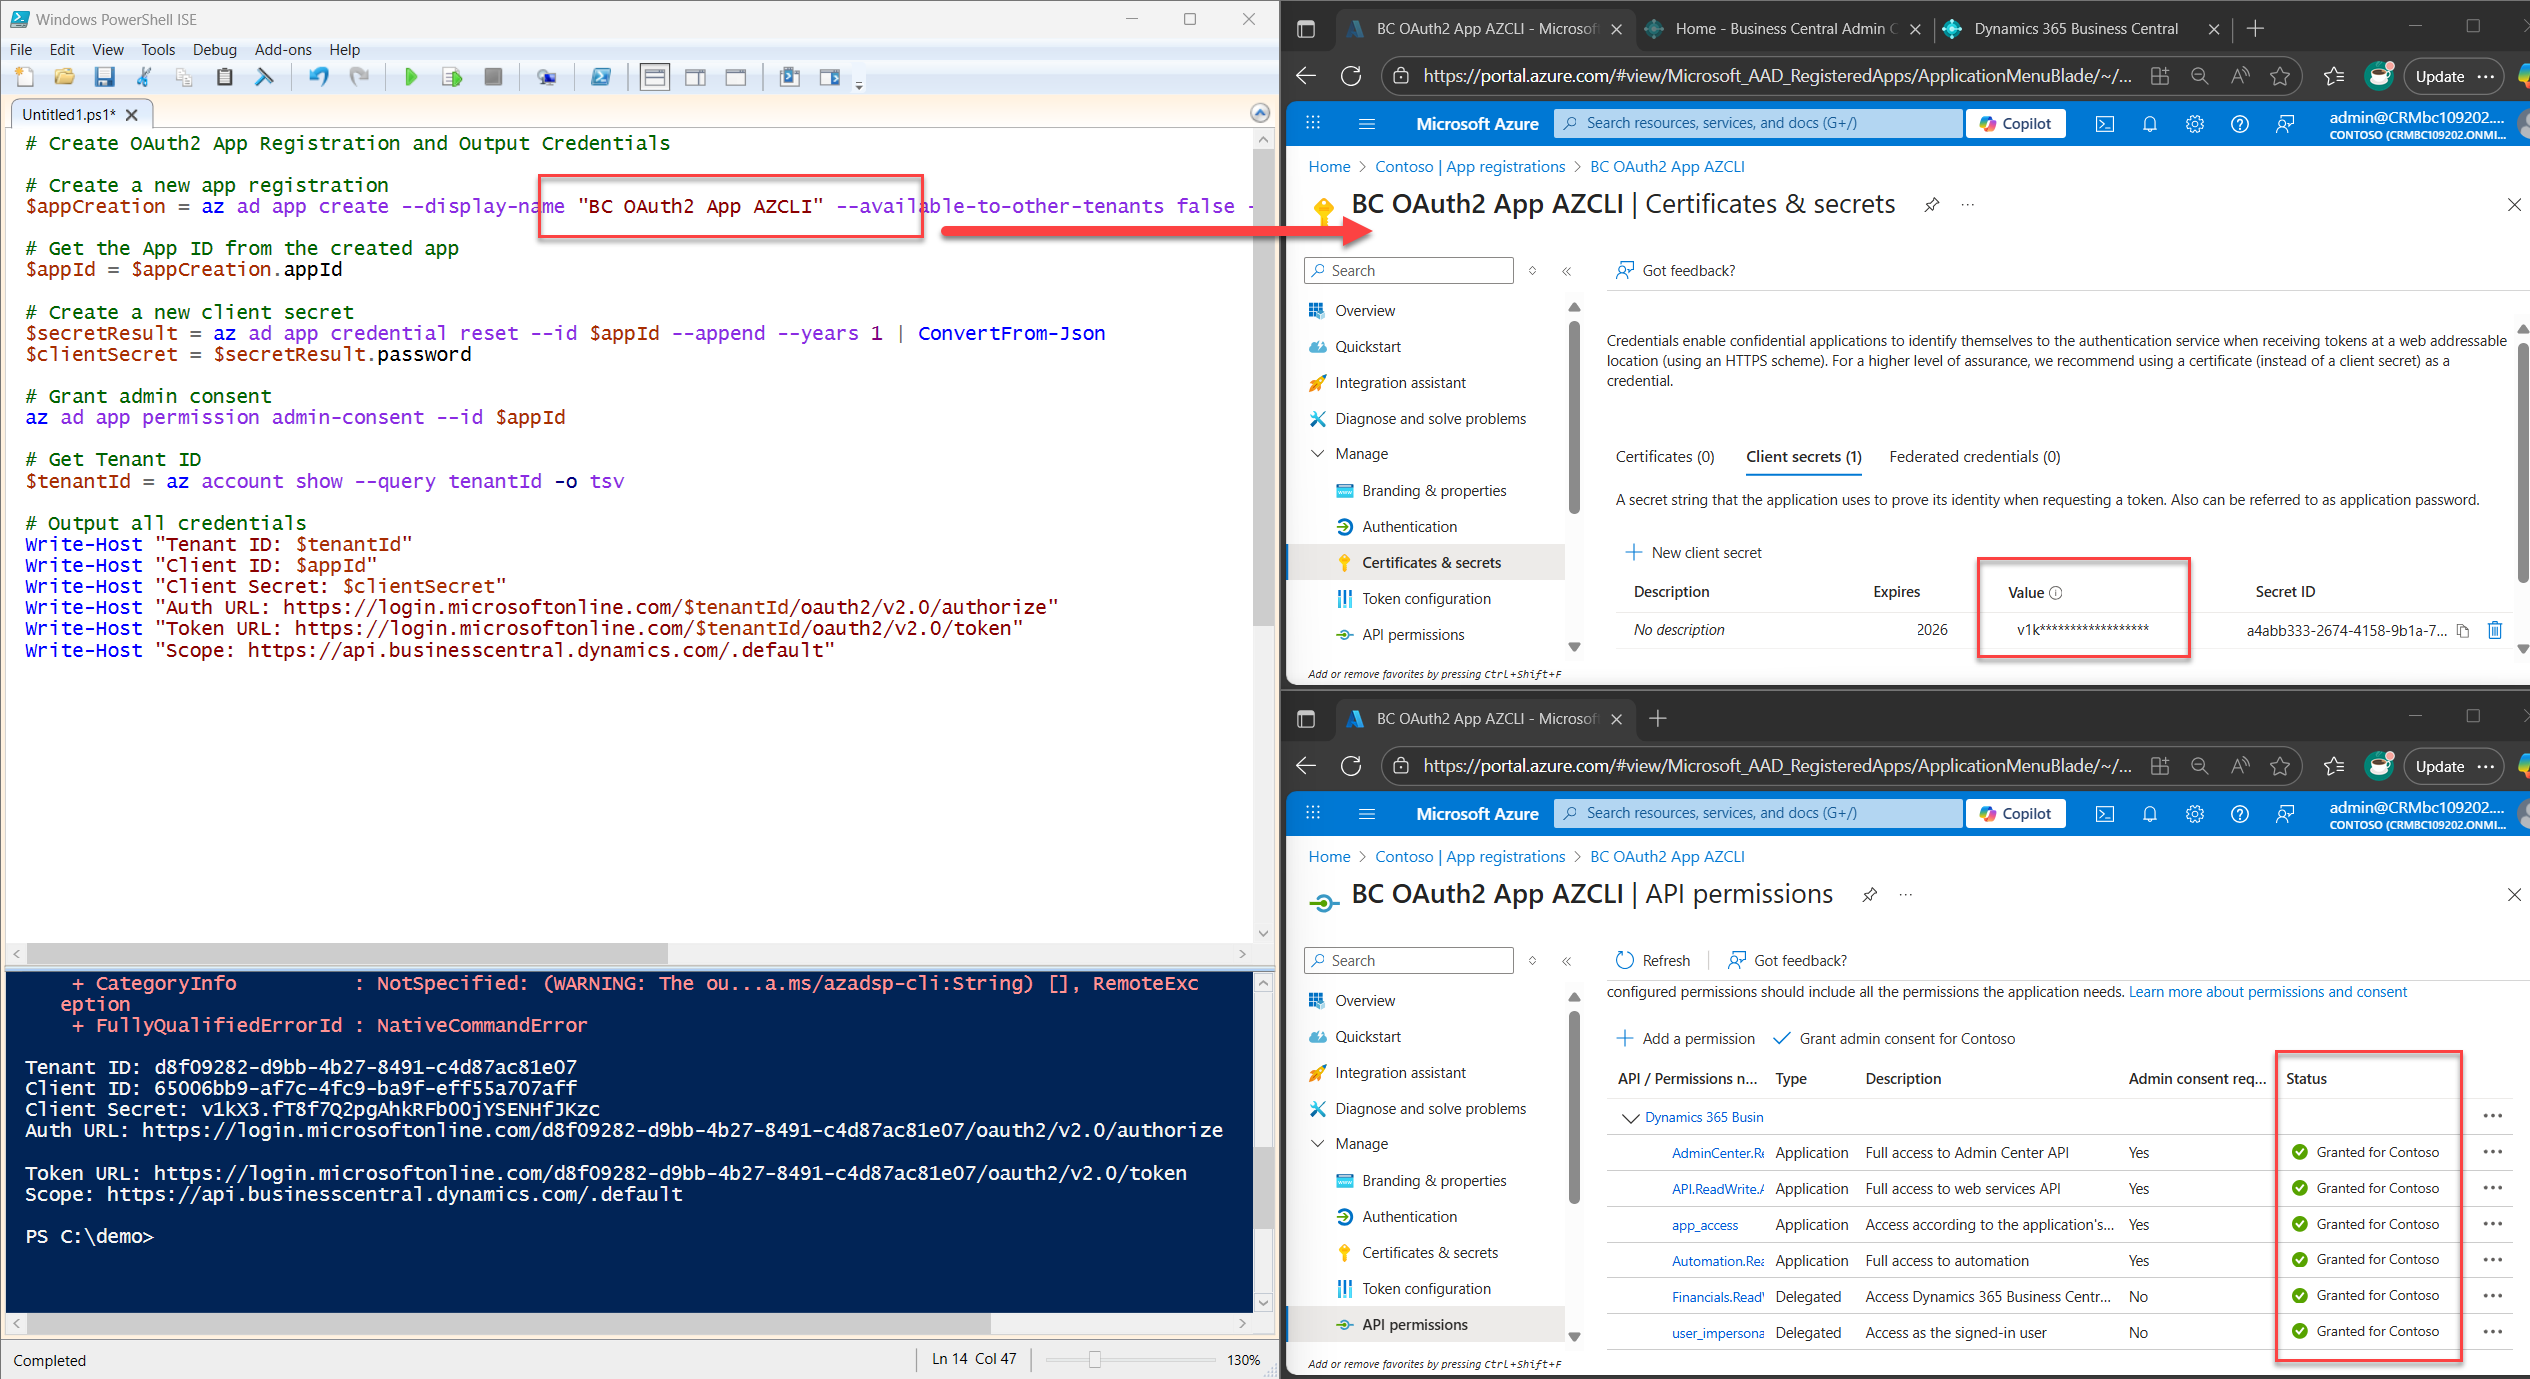 Windows PowerShell ISE
File Edit View Tools Debug Add-ons Help
Untitled1.ps1*
# Create OAuth2 App Registration and Output Credentials
# Create a new app registration
$appCreation = az ad app create --display-name "BC OAuth2 App AZCLI" --available-to-other-tenants false -
# Get the App ID from the created app
$appId = $appCreation.appId
# Create a new client secret
$secretResult = az ad app credential reset --id $appId --append --years 1 | ConvertFrom-Json
$clientSecret = $secretResult.password
# Grant admin consent
az ad app permission admin-consent --id $appId
# Get Tenant ID
$tenantId = az account show --query tenantId -o tsv
# Output all credentials
Write-Host "Tenant ID: $tenantId"
Write-Host "Client ID: $appId"
Write-Host "Client Secret: $clientSecret"
Write-Host "Auth URL: https://login.microsoftonline.com/$tenantId/oauth2/v2.0/authorize"
Write-Host "Token URL: https://login.microsoftonline.com/$tenantId/oauth2/v2.0/token"
Write-Host "Scope: https://api.businesscentral.dynamics.com/.default"
+ CategoryInfo : NotSpecified: (WARNING: The ou...a.ms/azadsp-cli:String) [], RemoteExc
eption
+ FullyQualifiedErrorId : NativeCommandError
Tenant ID: d8f09282-d9bb-4b27-8491-c4d87ac81e07
Client ID: 65006bb9-af7c-4fc9-ba9f-eff55a707aff
Client Secret: v1kX3.fT8f7Q2pgAhkRFbO0jYSENHfJKzc
Auth URL: https://login.microsoftonline.com/d8f09282-d9bb-4b27-8491-c4d87ac81e07/oauth2/v2.0/authorize
Token URL: https://login.microsoftonline.com/d8f09282-d9bb-4b27-8491-c4d87ac81e07/oauth2/v2.0/token
Scope: https://api.businesscentral.dynamics.com/.default
PS C:\demo>
Completed
Ln 14 Col 47
130%
BC OAuth2 App AZCLI - Microsof
Home - Business Central Admin C
Dynamics 365 Business Central
https://portal.azure.com/#view/Microsoft_AAD_RegisteredApps/ApplicationMenuBlade/~/...
Update
Microsoft Azure
Search resources, services, and docs (G+/)
Copilot
admin@CRMbc109202....
CONTOSO (CRMBC109202.ONMI...
Home > Contoso | App registrations > BC OAuth2 App AZCLI
BC OAuth2 App AZCLI | Certificates & secrets
Search
Got feedback?
Overview
Quickstart
Integration assistant
Diagnose and solve problems
Manage
Branding & properties
Authentication
Certificates & secrets
Token configuration
API permissions
Add or remove favorites by pressing Ctrl+Shift+F
Credentials enable confidential applications to identify themselves to the authentication service when receiving tokens at a web addressable
location (using an HTTPS scheme). For a higher level of assurance, we recommend using a certificate (instead of a client secret) as a
credential.
Certificates (0) Client secrets (1) Federated credentials (0)
A secret string that the application uses to prove its identity when requesting a token. Also can be referred to as application password.
New client secret
Description Expires Value Secret ID
No description 2026 v1k****************** a4abb333-2674-4158-9b1a-7...
BC OAuth2 App AZCLI - Microsof
https://portal.azure.com/#view/Microsoft_AAD_RegisteredApps/ApplicationMenuBlade/~/...
Update
Microsoft Azure
Search resources, services, and docs (G+/)
Copilot
admin@CRMbc109202....
CONTOSO (CRMBC109202.ONMI...
Home > Contoso | App registrations > BC OAuth2 App AZCLI
BC OAuth2 App AZCLI | API permissions
Search
Refresh
Got feedback?
Overview
Quickstart
Integration assistant
Diagnose and solve problems
Manage
Branding & properties
Authentication
Certificates & secrets
Token configuration
API permissions
Add or remove favorites by pressing Ctrl+Shift+F
configured permissions should include all the permissions the application needs. Learn more about permissions and consent
Add a permission
Grant admin consent for Contoso
API / Permissions n... Type Description Admin consent req... Status
Dynamics 365 Busin
AdminCenter.Re Application Full access to Admin Center API Yes Granted for Contoso
API.ReadWrite.A Application Full access to web services API Yes Granted for Contoso
app_access Application Access according to the application's... Yes Granted for Contoso
Automation.Rea Application Full access to automation Yes Granted for Contoso
Financials.ReadW Delegated Access Dynamics 365 Business Centr... No Granted for Contoso
user_impersona Delegated Access as the signed-in user No Granted for Contoso